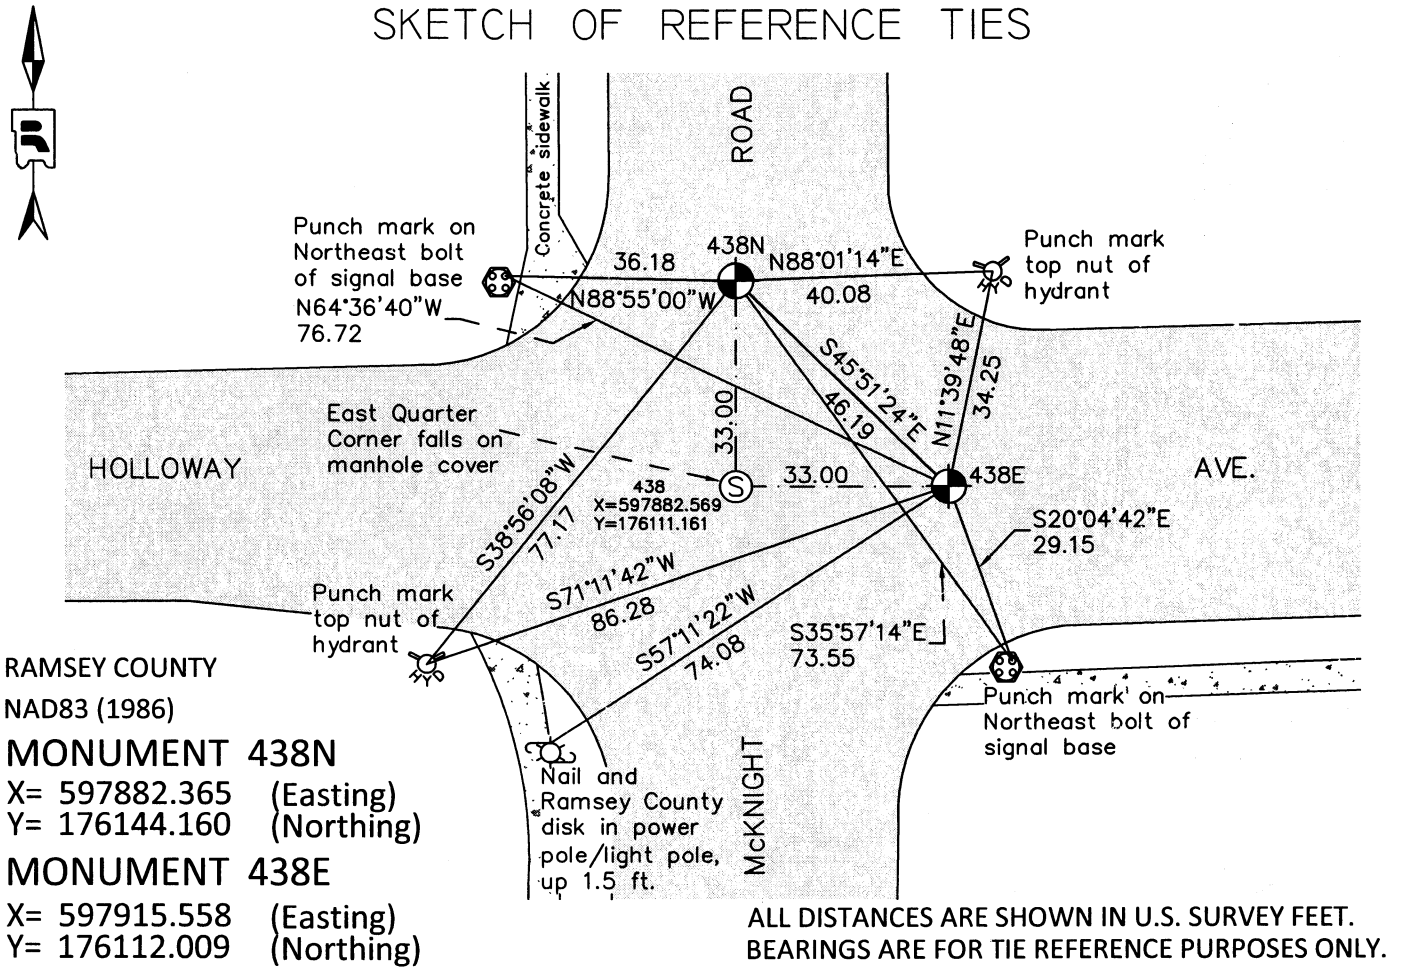 SKETCH OF REFERENCE TIES
Concrete sidewalk
ROAD
Punch mark on
Northeast bolt
of signal base
N64°36'40"W
76.72
438N
36.18
N88°55'00"W
N88°01'14"E
40.08
Punch mark
top nut of
hydrant
S45°51'24"E
46.19
N11°39'48"E
34.25
East Quarter
Corner falls on
manhole cover
HOLLOWAY
AVE.
33.00
33.00
S
438
X=597882.569
Y=176111.161
438E
S38°56'08"W
77.17
S71°11'42"W
86.28
S57°11'22"W
74.08
S20°04'42"E
29.15
S35°57'14"E
73.55
Punch mark
top nut of
hydrant
HYD
HYD
Punch mark on
Northeast bolt of
signal base
Nail and
Ramsey County
disk in power
pole/light pole,
up 1.5 ft.
McKNIGHT
RAMSEY COUNTY
NAD83 (1986)
MONUMENT 438N
X= 597882.365 (Easting)
Y= 176144.160 (Northing)
MONUMENT 438E
X= 597915.558 (Easting)
Y= 176112.009 (Northing)
ALL DISTANCES ARE SHOWN IN U.S. SURVEY FEET.
BEARINGS ARE FOR TIE REFERENCE PURPOSES ONLY.